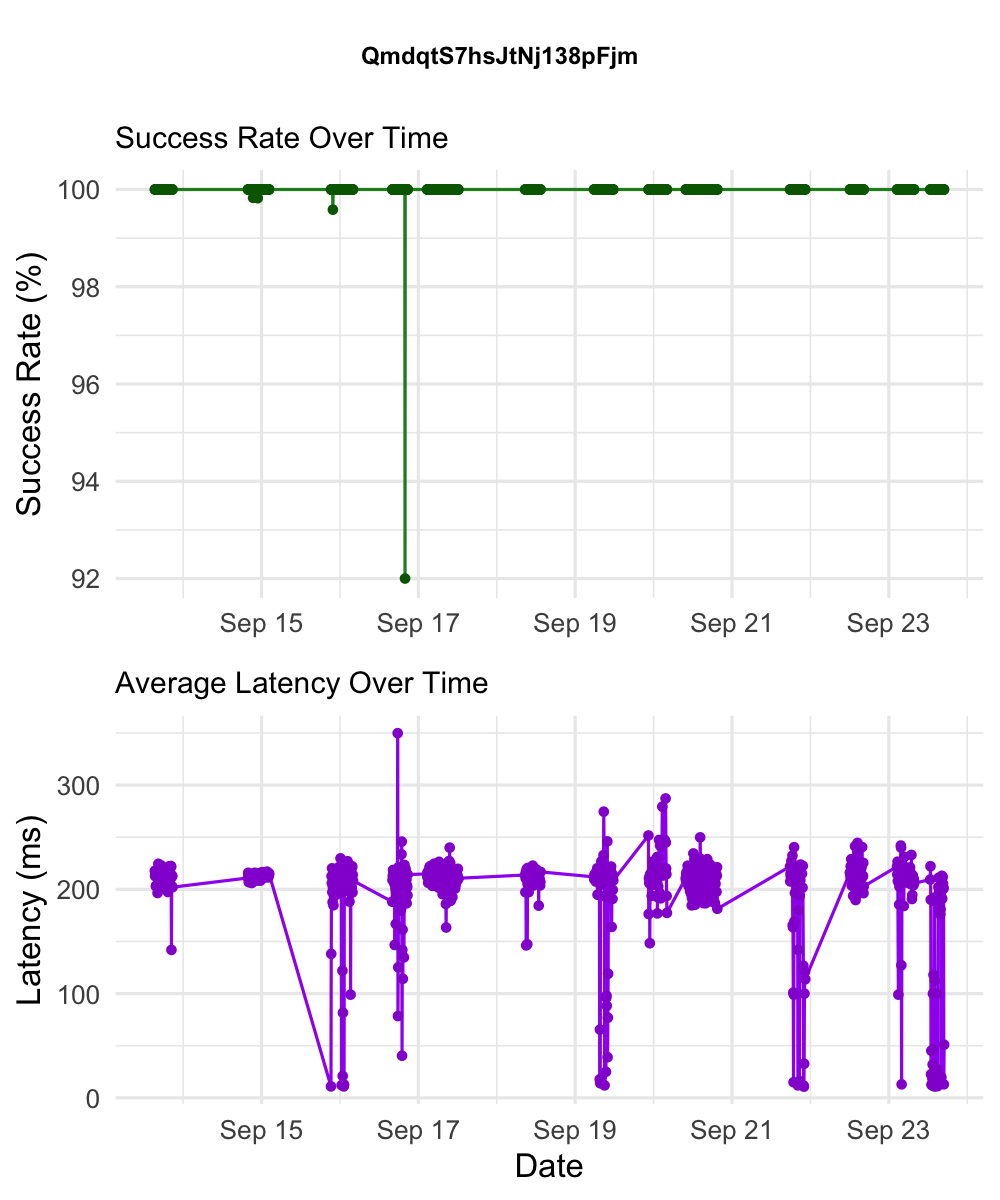 QmdqtS7hsJtNj138pFjm
Success Rate Over Time
100
98
96
94
92
Success Rate (%)
Sep 15 Sep 17 Sep 19 Sep 21 Sep 23
Average Latency Over Time
300
200
100
0
Latency (ms)
Sep 15 Sep 17 Sep 19 Sep 21 Sep 23
Date